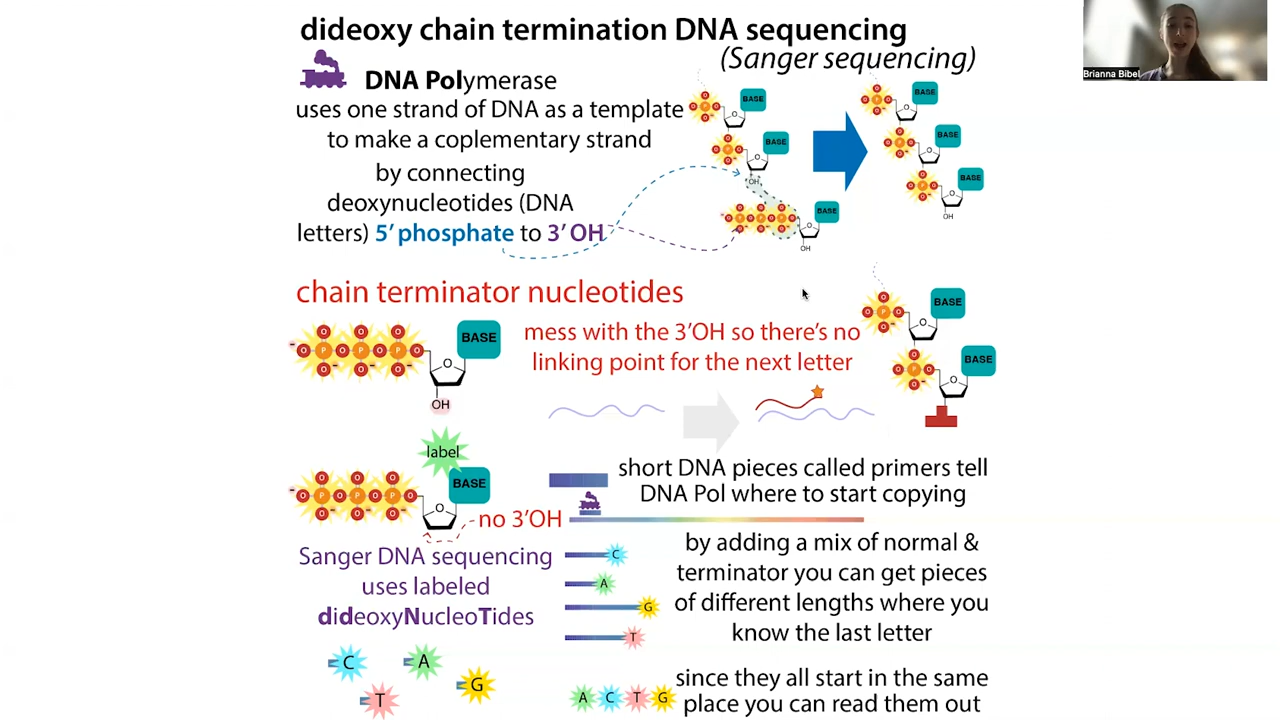 dideoxy chain termination DNA sequencing
(Sanger sequencing)
Brianna Bibel
DNA Polymerase
uses one strand of DNA as a template
to make a coplementary strand
by connecting
deoxynucleotides (DNA
letters) 5’ phosphate to 3’ OH
BASE
BASE
OH
BASE
OH
BASE
BASE
BASE
OH
chain terminator nucleotides
mess with the 3’OH so there’s no
linking point for the next letter
BASE
OH
BASE
BASE
label
BASE
no 3’OH
short DNA pieces called primers tell
DNA Pol where to start copying
Sanger DNA sequencing
uses labeled
dideoxyNucleoTides
C
A
T
G
C
A
G
T
by adding a mix of normal &
terminator you can get pieces
of different lengths where you
know the last letter
A C T G
since they all start in the same
place you can read them out